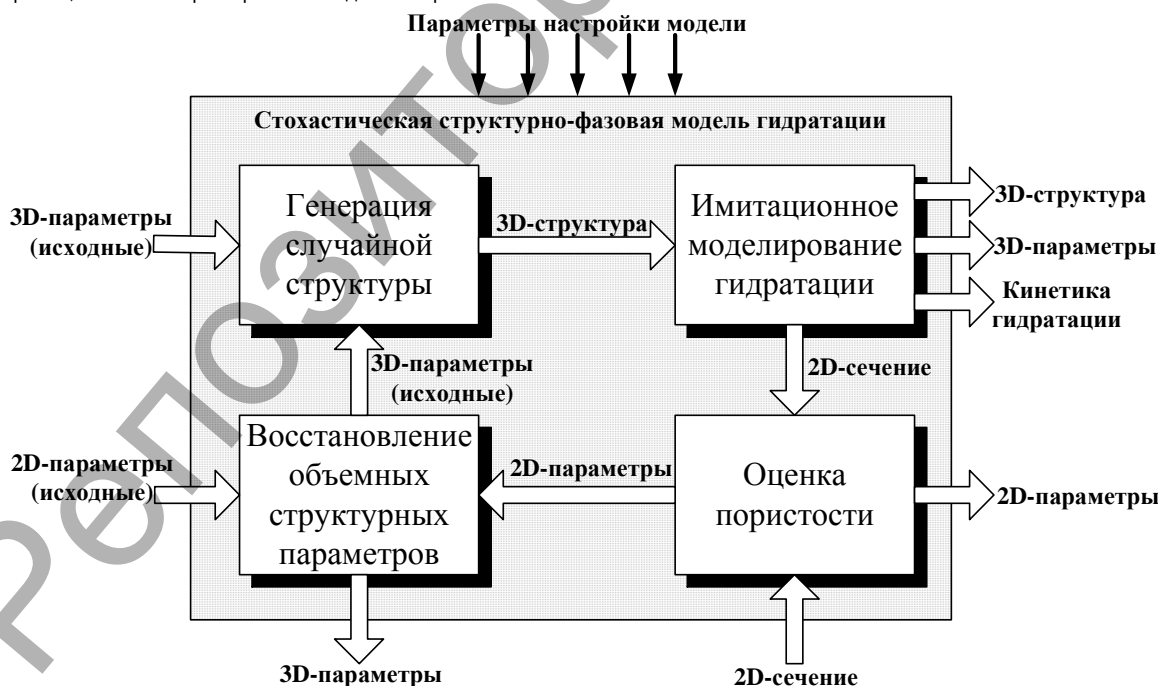 Параметры настройки модели
Стохастическая структурно-фазовая модель гидратации
3D-параметры
(исходные)
Генерация
случайной
структуры
3D-структура
Имитационное
моделирование
гидратации
3D-структура
3D-параметры
Кинетика
гидратации
3D-параметры
(исходные)
2D-сечение
2D-параметры
(исходные)
Восстановление
объемных
структурных
параметров
2D-параметры
Оценка
пористости
2D-параметры
3D-параметры
2D-сечение